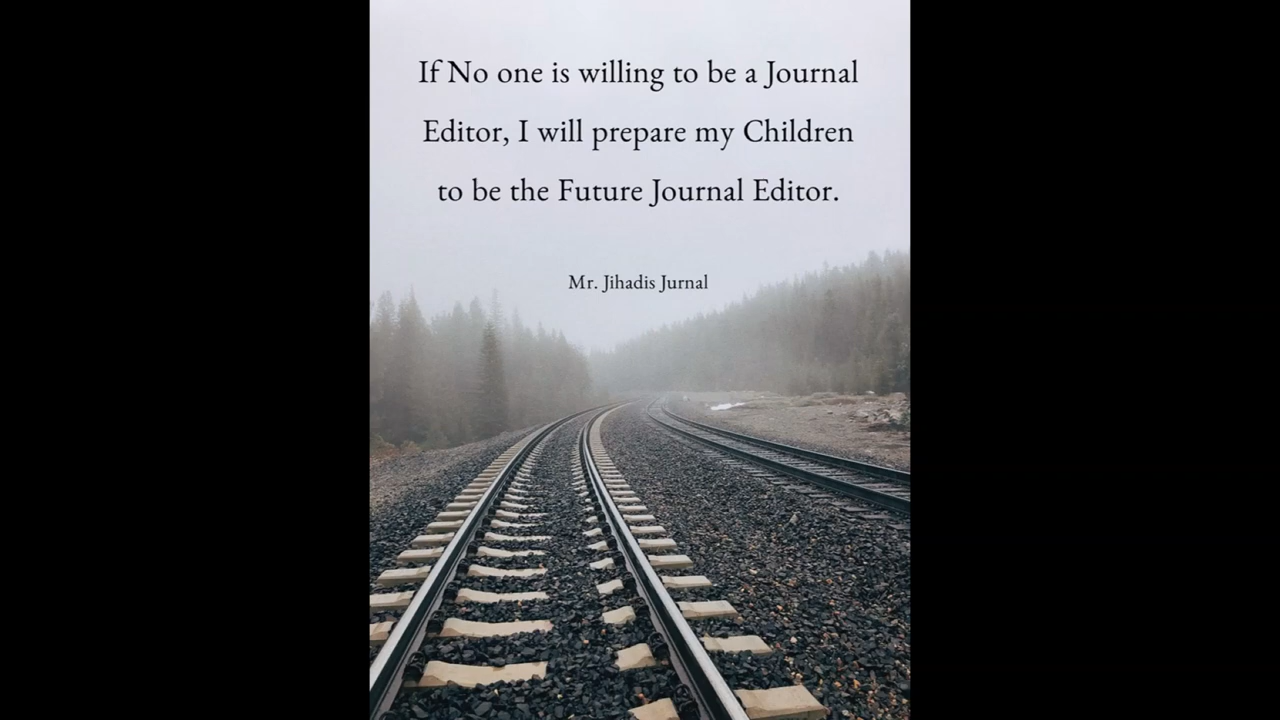 If No one is willing to be a Journal
Editor, I will prepare my Children
to be the Future Journal Editor.
Mr. Jihadis Jurnal